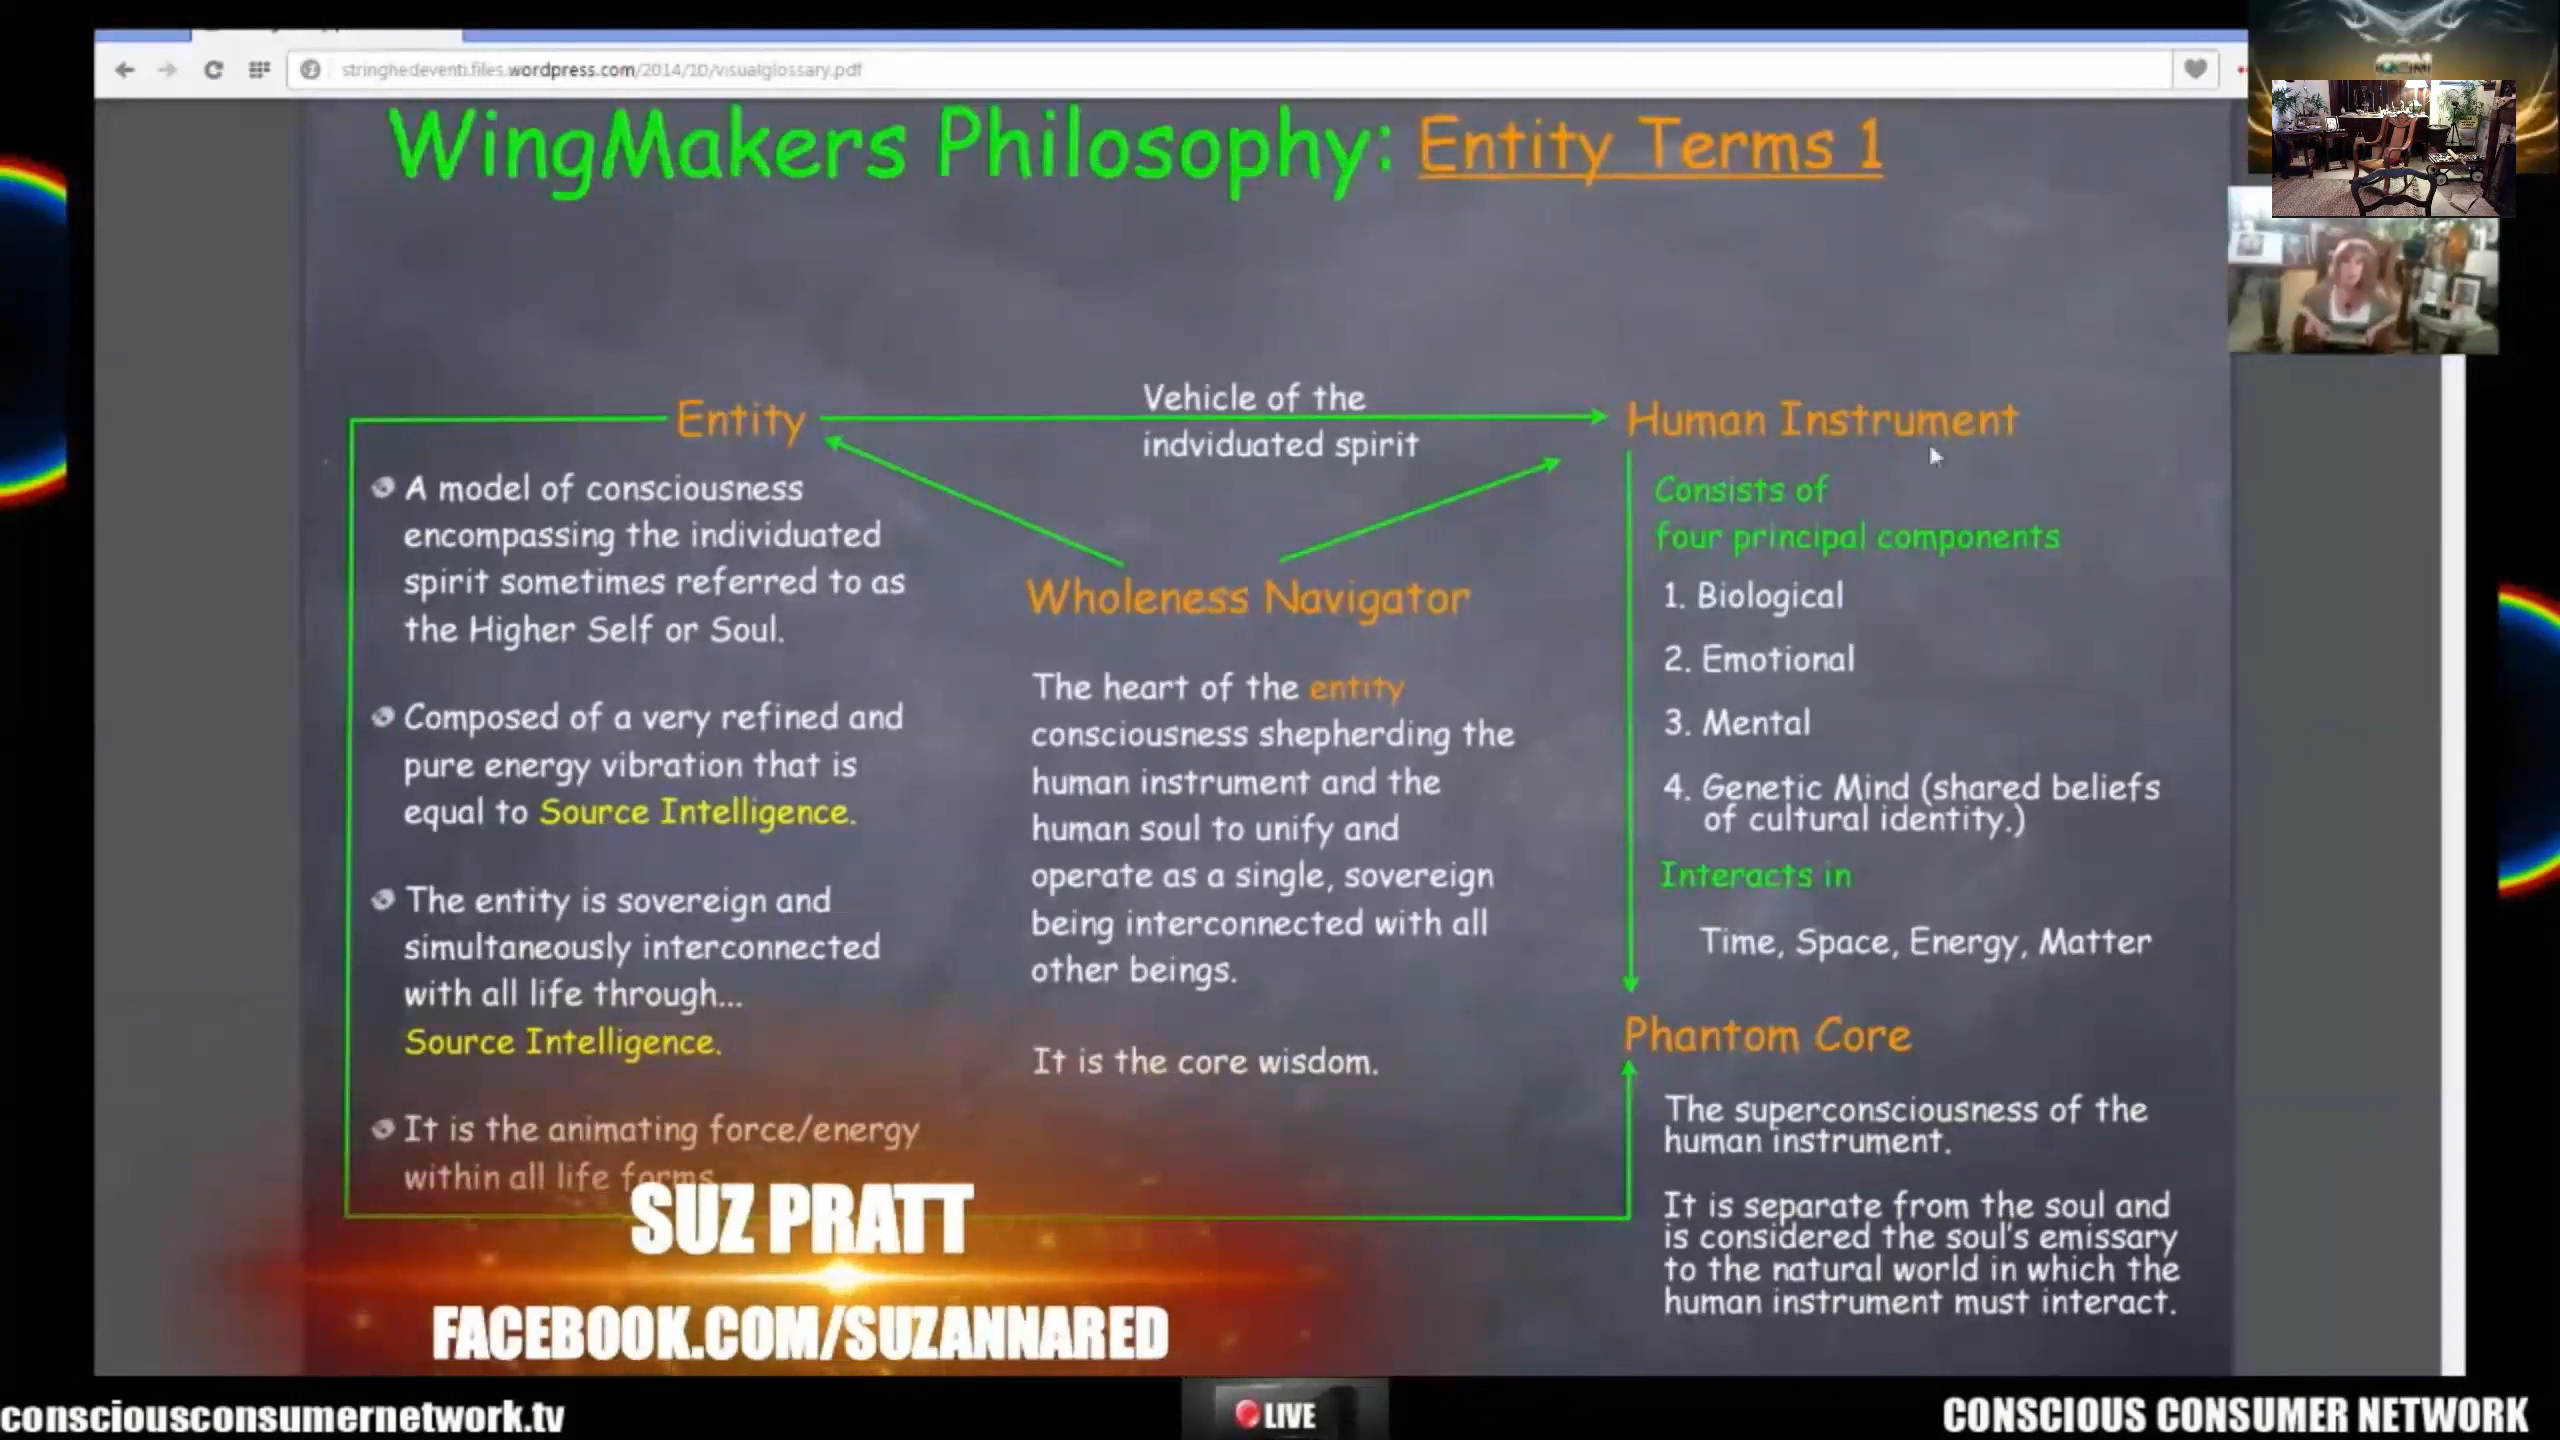 stringhedeventi.files.wordpress.com/2014/10/visualglossary.pdf
WingMakers Philosophy: Entity Terms 1
Entity
A model of consciousness
encompassing the individuated
spirit sometimes referred to as
the Higher Self or Soul.
Composed of a very refined and
pure energy vibration that is
equal to Source Intelligence.
The entity is sovereign and
simultaneously interconnected
with all life through...
Source Intelligence.
It is the animating force/energy
within all life forms
Vehicle of the
indviduated spirit
Wholeness Navigator
The heart of the entity
consciousness shepherding the
human instrument and the
human soul to unify and
operate as a single, sovereign
being interconnected with all
other beings.
It is the core wisdom.
Human Instrument
Consists of
four principal components
1. Biological
2. Emotional
3. Mental
4. Genetic Mind (shared beliefs
of cultural identity.)
Interacts in
Time, Space, Energy, Matter
Phantom Core
The superconsciousness of the
human instrument.
It is separate from the soul and
is considered the soul's emissary
to the natural world in which the
human instrument must interact.
SUZ PRATT
FACEBOOK.COM/SUZANNARED
consciousconsumernetwork.tv
LIVE
CONSCIOUS CONSUMER NETWORK